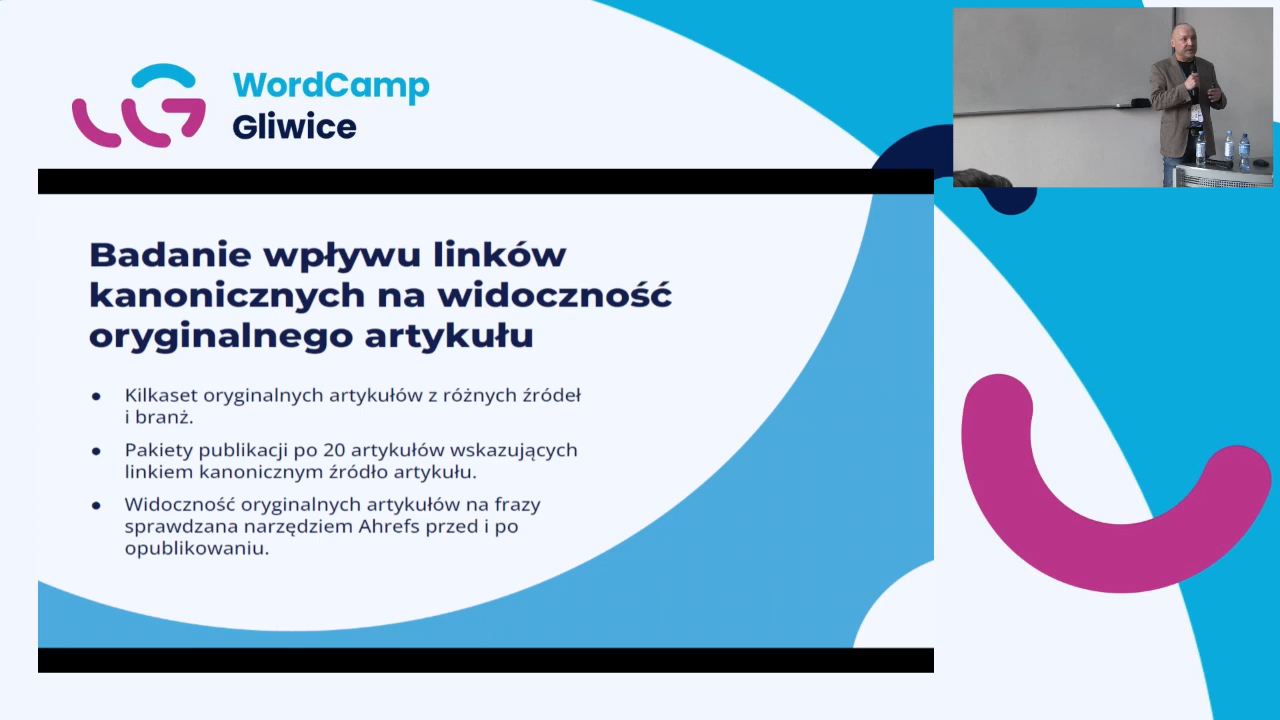 WordCamp
Gliwice
Badanie wpływu linków
kanonicznych na widoczność
oryginalnego artykułu
● Kilkaset oryginalnych artykułów z różnych źródeł
i branż.
● Pakiety publikacji po 20 artykułów wskazujących
linkiem kanonicznym źródło artykułu.
● Widoczność oryginalnych artykułów na frazy
sprawdzana narzędziem Ahrefs przed i po
opublikowaniu.